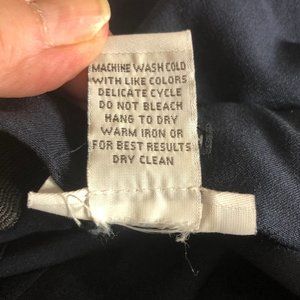 MACHINE WASH COLD
WITH LIKE COLORS
DELICATE CYCLE
DO NOT BLEACH
HANG TO DRY
WARM IRON OR
FOR BEST RESULTS
DRY CLEAN